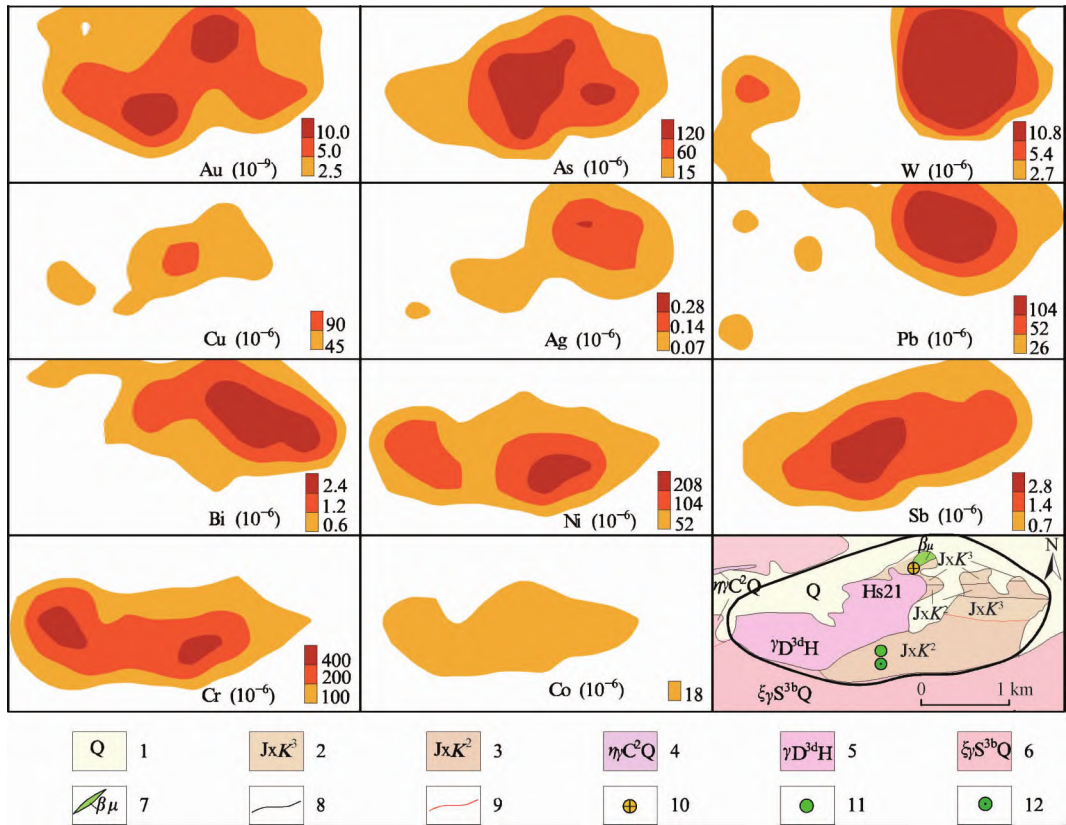 10.0
5.0
2.5
Au (10⁻⁹)
120
60
15
As (10⁻⁶)
10.8
5.4
2.7
W (10⁻⁶)
90
45
Cu (10⁻⁶)
0.28
0.14
0.07
Ag (10⁻⁶)
104
52
26
Pb (10⁻⁶)
2.4
1.2
0.6
Bi (10⁻⁶)
208
104
52
Ni (10⁻⁶)
2.8
1.4
0.7
Sb (10⁻⁶)
400
200
100
Cr (10⁻⁶)
18
Co (10⁻⁶)
βμ
N
JxK³
ηγC²Q
Q
Hs21
JxK²
JxK³
γD³ᵈH
JxK²
ξγS³ᵇQ
0 1 km
Q 1 JxK³ 2 JxK² 3 ηγC²Q 4 γD³ᵈH 5 ξγS³ᵇQ 6
βμ 7 8 9 10 11 12